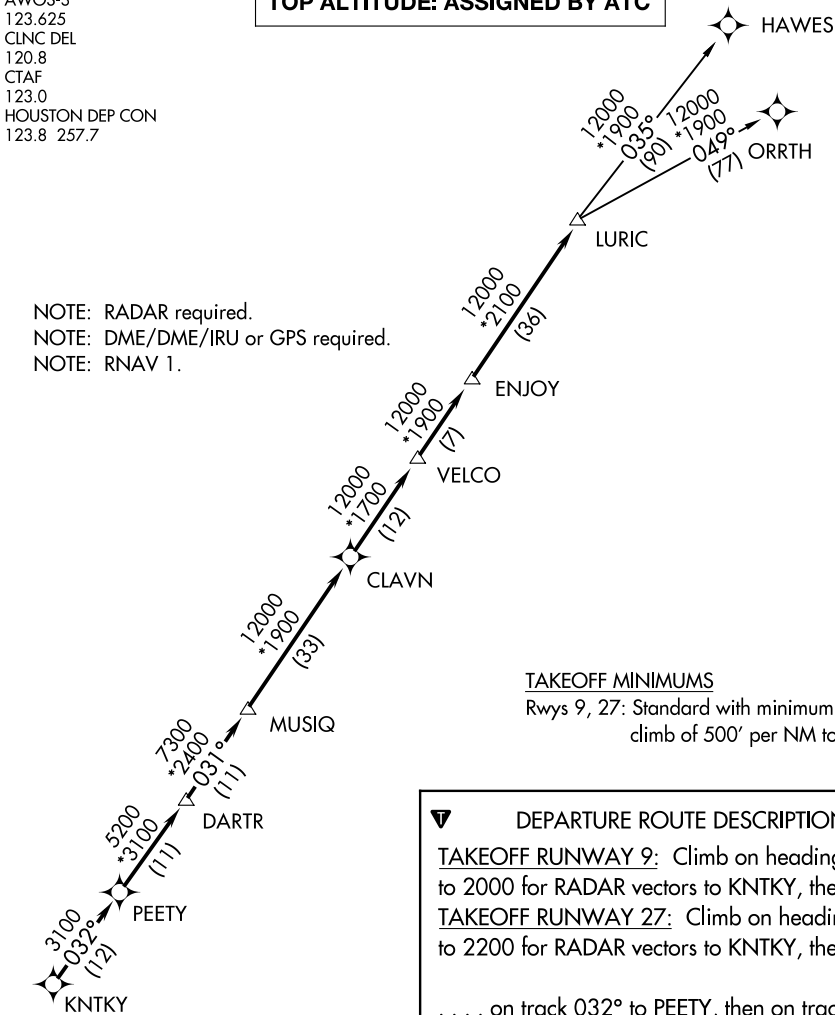 AWOS-3
123.625
CLNC DEL
120.8
CTAF
123.0
HOUSTON DEP CON
123.8 257.7
TOP ALTITUDE: ASSIGNED BY ATC
HAWES
12000
*1900
035°
(90)
12000
*1900
049°
(77)
ORRTH
LURIC
12000
*2100
(36)
NOTE: RADAR required.
NOTE: DME/DME/IRU or GPS required.
NOTE: RNAV 1.
ENJOY
12000
*1900
(7)
VELCO
12000
*1700
(12)
CLAVN
12000
*1900
(33)
TAKEOFF MINIMUMS
Rwys 9, 27: Standard with minimum
climb of 500' per NM to
MUSIQ
7300
*2400
031°
(11)
DARTR
5200
*3100
(11)
PEETY
3100
032°
(12)
KNTKY
T
DEPARTURE ROUTE DESCRIPTION
TAKEOFF RUNWAY 9: Climb on heading
to 2000 for RADAR vectors to KNTKY, the
TAKEOFF RUNWAY 27: Climb on headin
to 2200 for RADAR vectors to KNTKY, the
. . . . on track 032° to PEETY, then on trac